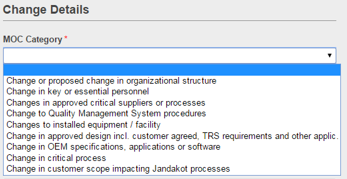 Change Details
MOC Category *
Change or proposed change in organizational structure
Change in key or essential personnel
Changes in approved critical suppliers or processes
Change to Quality Management System procedures
Changes to installed equipment / facility
Change in approved design incl. customer agreed, TRS requirements and other applic.
Change in OEM specifications, applications or software
Change in critical process
Change in customer scope impacting Jandakot processes